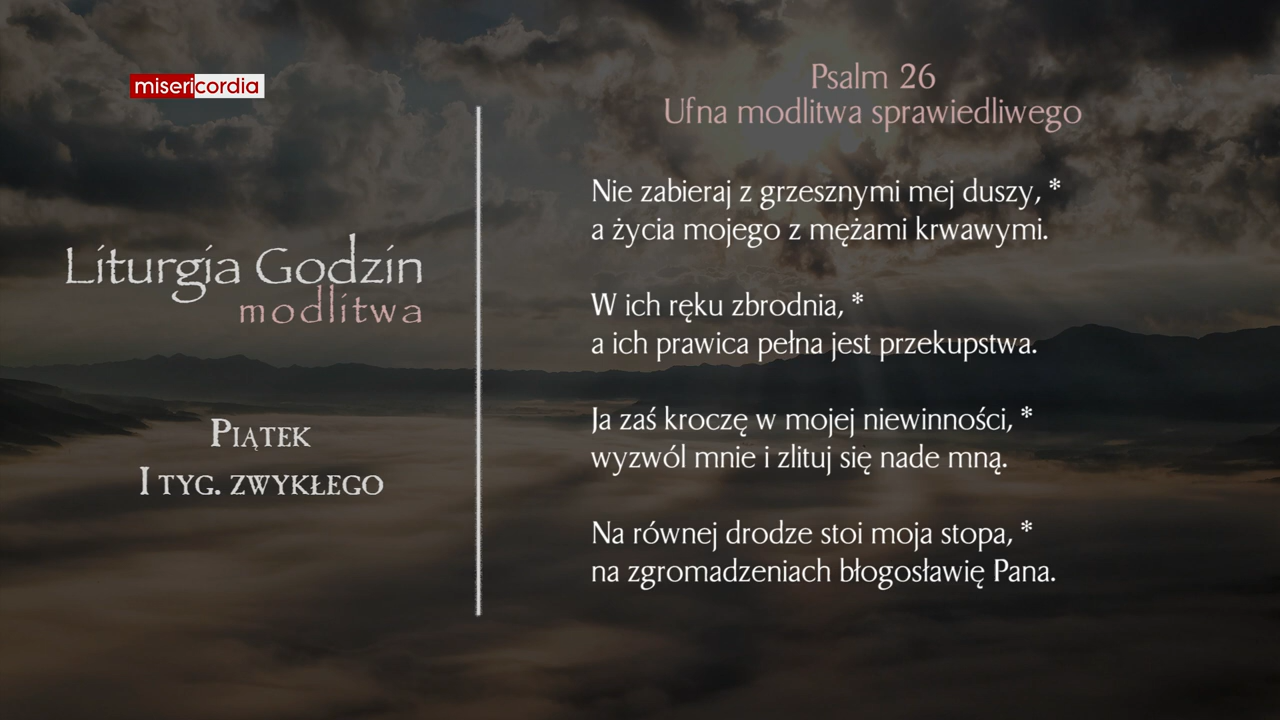 misericordia
Liturgia Godzin
modlitwa
Piątek
I tyg. zwykłego
Psalm 26
Ufna modlitwa sprawiedliwego
Nie zabieraj z grzesznymi mej duszy, *
a życia mojego z mężami krwawymi.
W ich ręku zbrodnia, *
a ich prawica pełna jest przekupstwa.
Ja zaś kroczę w mojej niewinności, *
wyzwól mnie i zlituj się nade mną.
Na równej drodze stoi moja stopa, *
na zgromadzeniach błogosławię Pana.